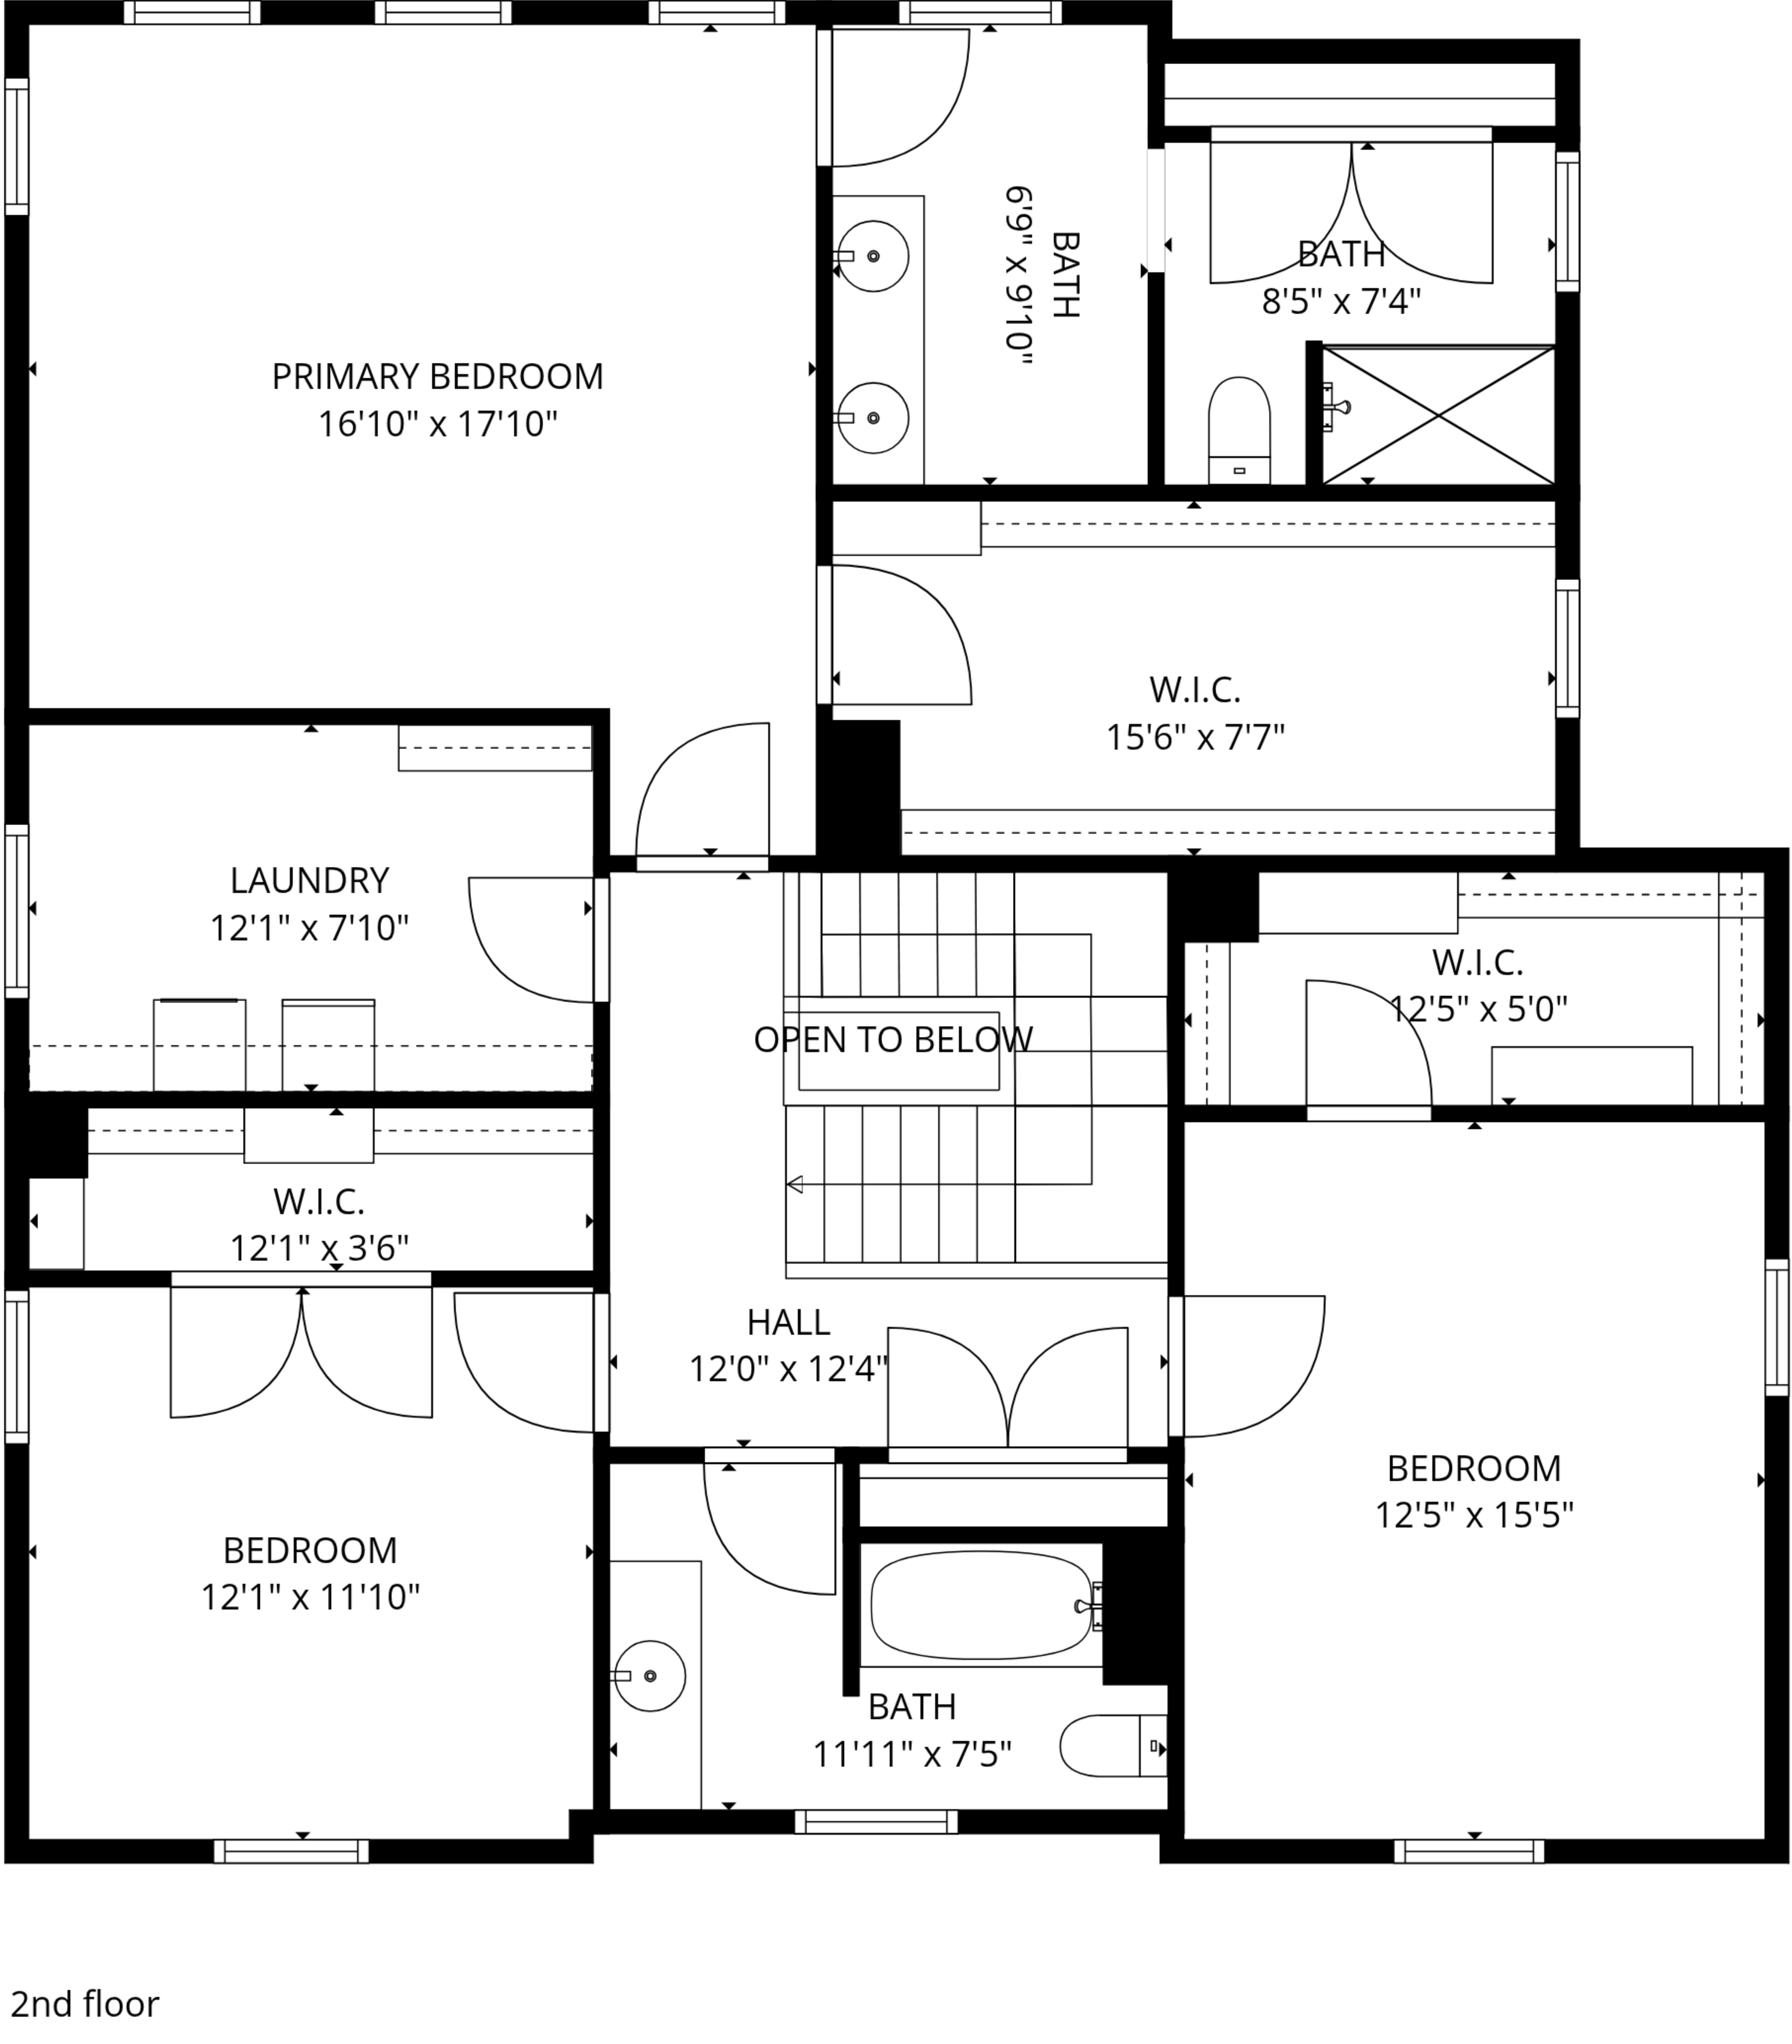 PRIMARY BEDROOM
16'10" x 17'10"
BATH
6'9" x 9'10"
BATH
8'5" x 7'4"
W.I.C.
15'6" x 7'7"
LAUNDRY
12'1" x 7'10"
OPEN TO BELOW
W.I.C.
12'5" x 5'0"
W.I.C.
12'1" x 3'6"
HALL
12'0" x 12'4"
BEDROOM
12'5" x 15'5"
BEDROOM
12'1" x 11'10"
BATH
11'11" x 7'5"
2nd floor